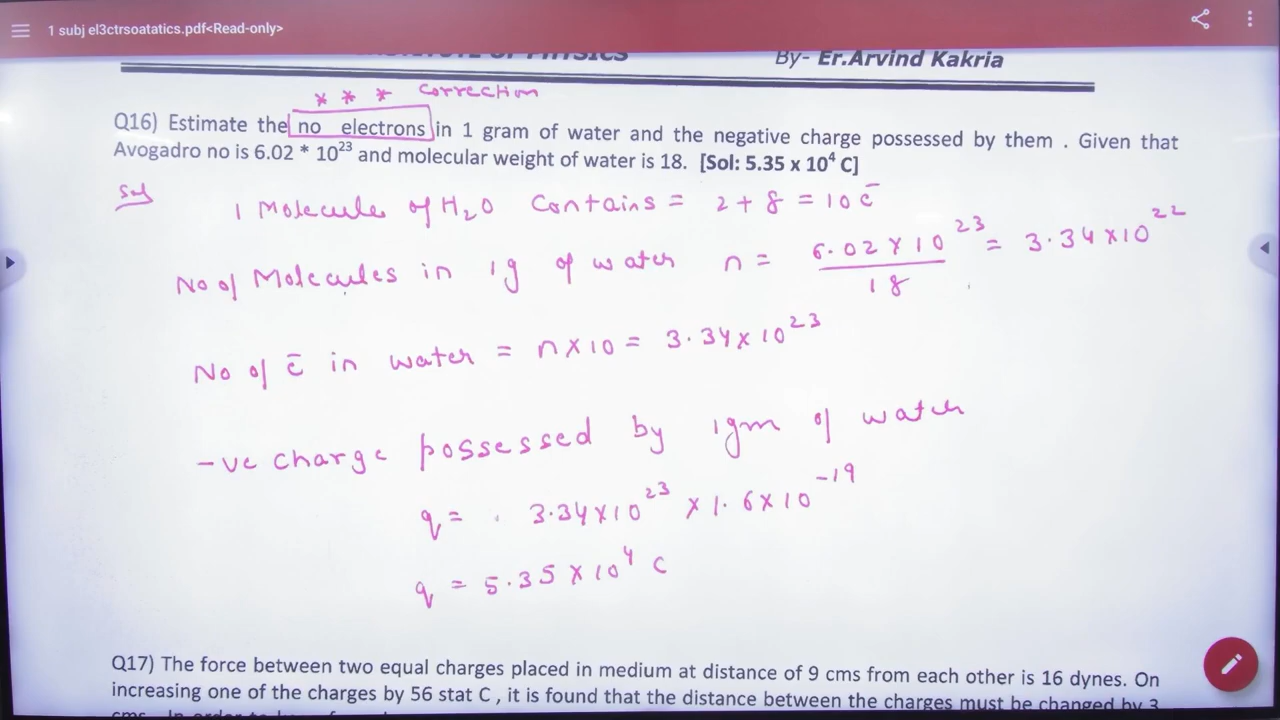 1 subj el3ctrsoatatics.pdf<Read-only>
OF PHYSICS By- Er.Arvind Kakria
* * * correction
Q16) Estimate the no electrons in 1 gram of water and the negative charge possessed by them . Given that
Avogadro no is 6.02 * 10²³ and molecular weight of water is 18. [Sol: 5.35 x 10⁴ C]
Sol
1 Molecule of H₂O contains = 2 + 8 = 10 e̅
No of Molecules in 1g of water n = 6.02 × 10²³ / 18 = 3.34 × 10²²
No of e̅ in water = n × 10 = 3.34 × 10²³
-ve charge possessed by 1gm of water
q = 3.34 × 10²³ × 1.6 × 10⁻¹⁹
q = 5.35 × 10⁴ C
Q17) The force between two equal charges placed in medium at distance of 9 cms from each other is 16 dynes. On
increasing one of the charges by 56 stat C , it is found that the distance between the charges must be changed by 3
cms. In order to